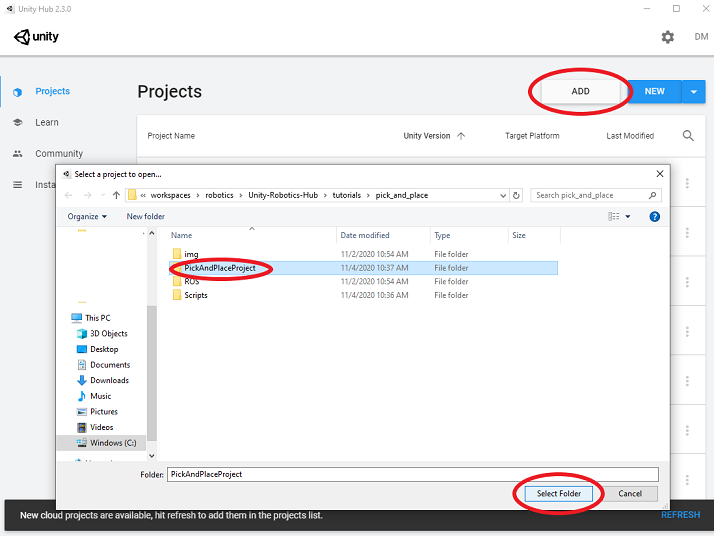 Unity Hub 2.3.0
unity
DM
Projects
Learn
Community
Insta
Projects
ADD
NEW
Project Name
Unity Version
Target Platform
Last Modified
Select a project to open...
« workspaces › robotics › Unity-Robotics-Hub › tutorials › pick_and_place
Search pick_and_place
Organize
New folder
Name
Date modified
Type
Size
img 11/2/2020 10:54 AM File folder
PickAndPlaceProject 11/4/2020 10:37 AM File folder
ROS 11/2/2020 10:54 AM File folder
Scripts 11/4/2020 10:36 AM File folder
This PC
3D Objects
Desktop
Documents
Downloads
Music
Pictures
Videos
Windows (C:)
Folder: PickAndPlaceProject
Select Folder
Cancel
New cloud projects are available, hit refresh to add them in the projects list.
REFRESH